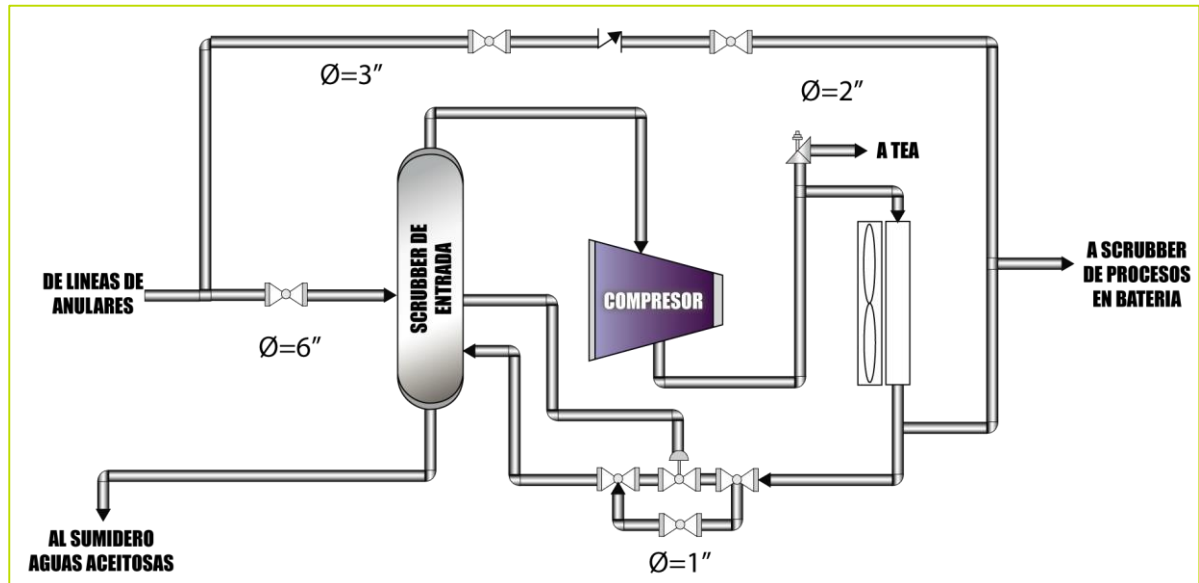 Ø=3”
Ø=2”
A TEA
SCRUBBER DE
ENTRADA
DE LINEAS DE
ANULARES
COMPRESOR
A SCRUBBER
DE PROCESOS
EN BATERIA
Ø=6”
AL SUMIDERO
AGUAS ACEITOSAS
Ø=1”